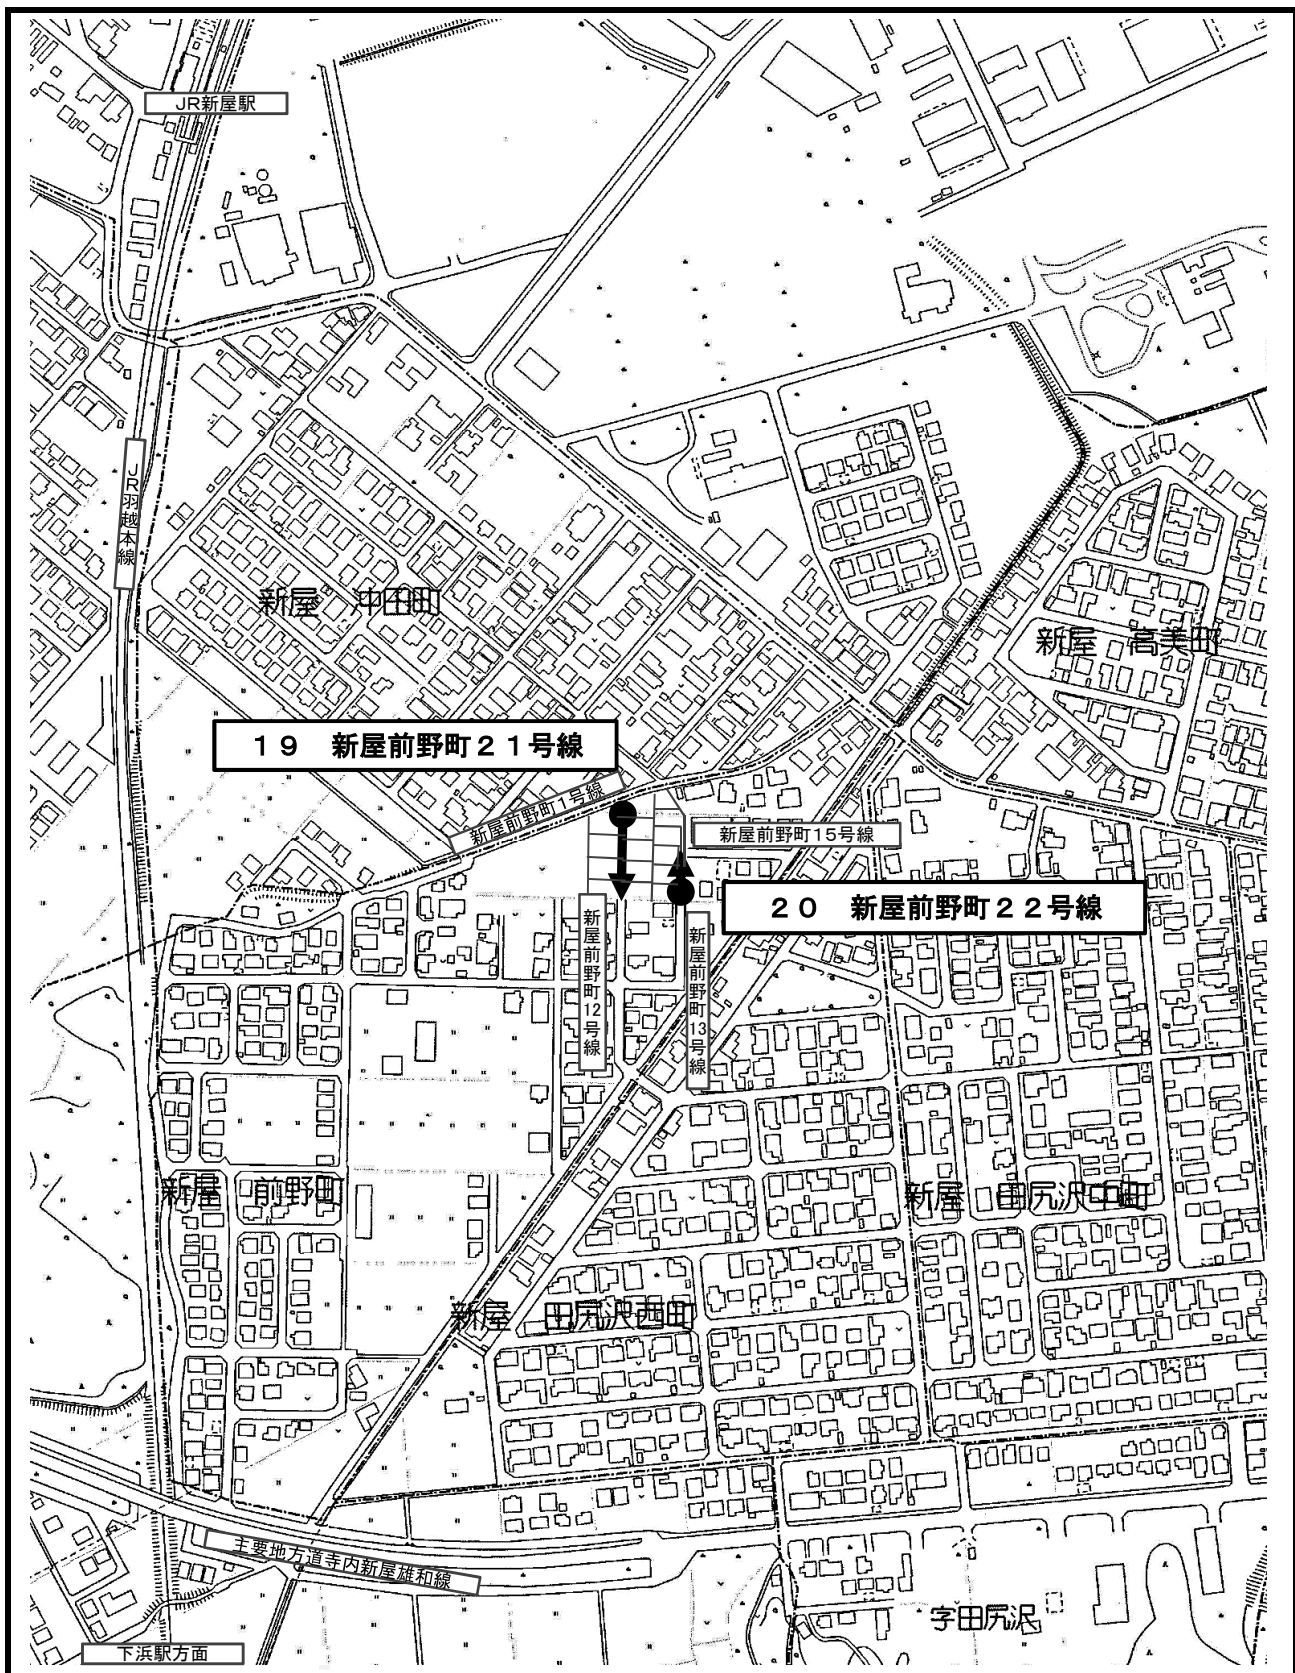 JR新屋駅
JR羽越本線
新屋　沖田町
新屋　高美町
１９　新屋前野町２１号線
新屋前野町1号線
新屋前野町15号線
２０　新屋前野町２２号線
新屋前野町12号線
新屋前野町13号線
新屋　前野町
新屋　田尻沢中町
新屋　田尻沢西町
主要地方道寺内新屋雄和線
字田尻沢
下浜駅方面